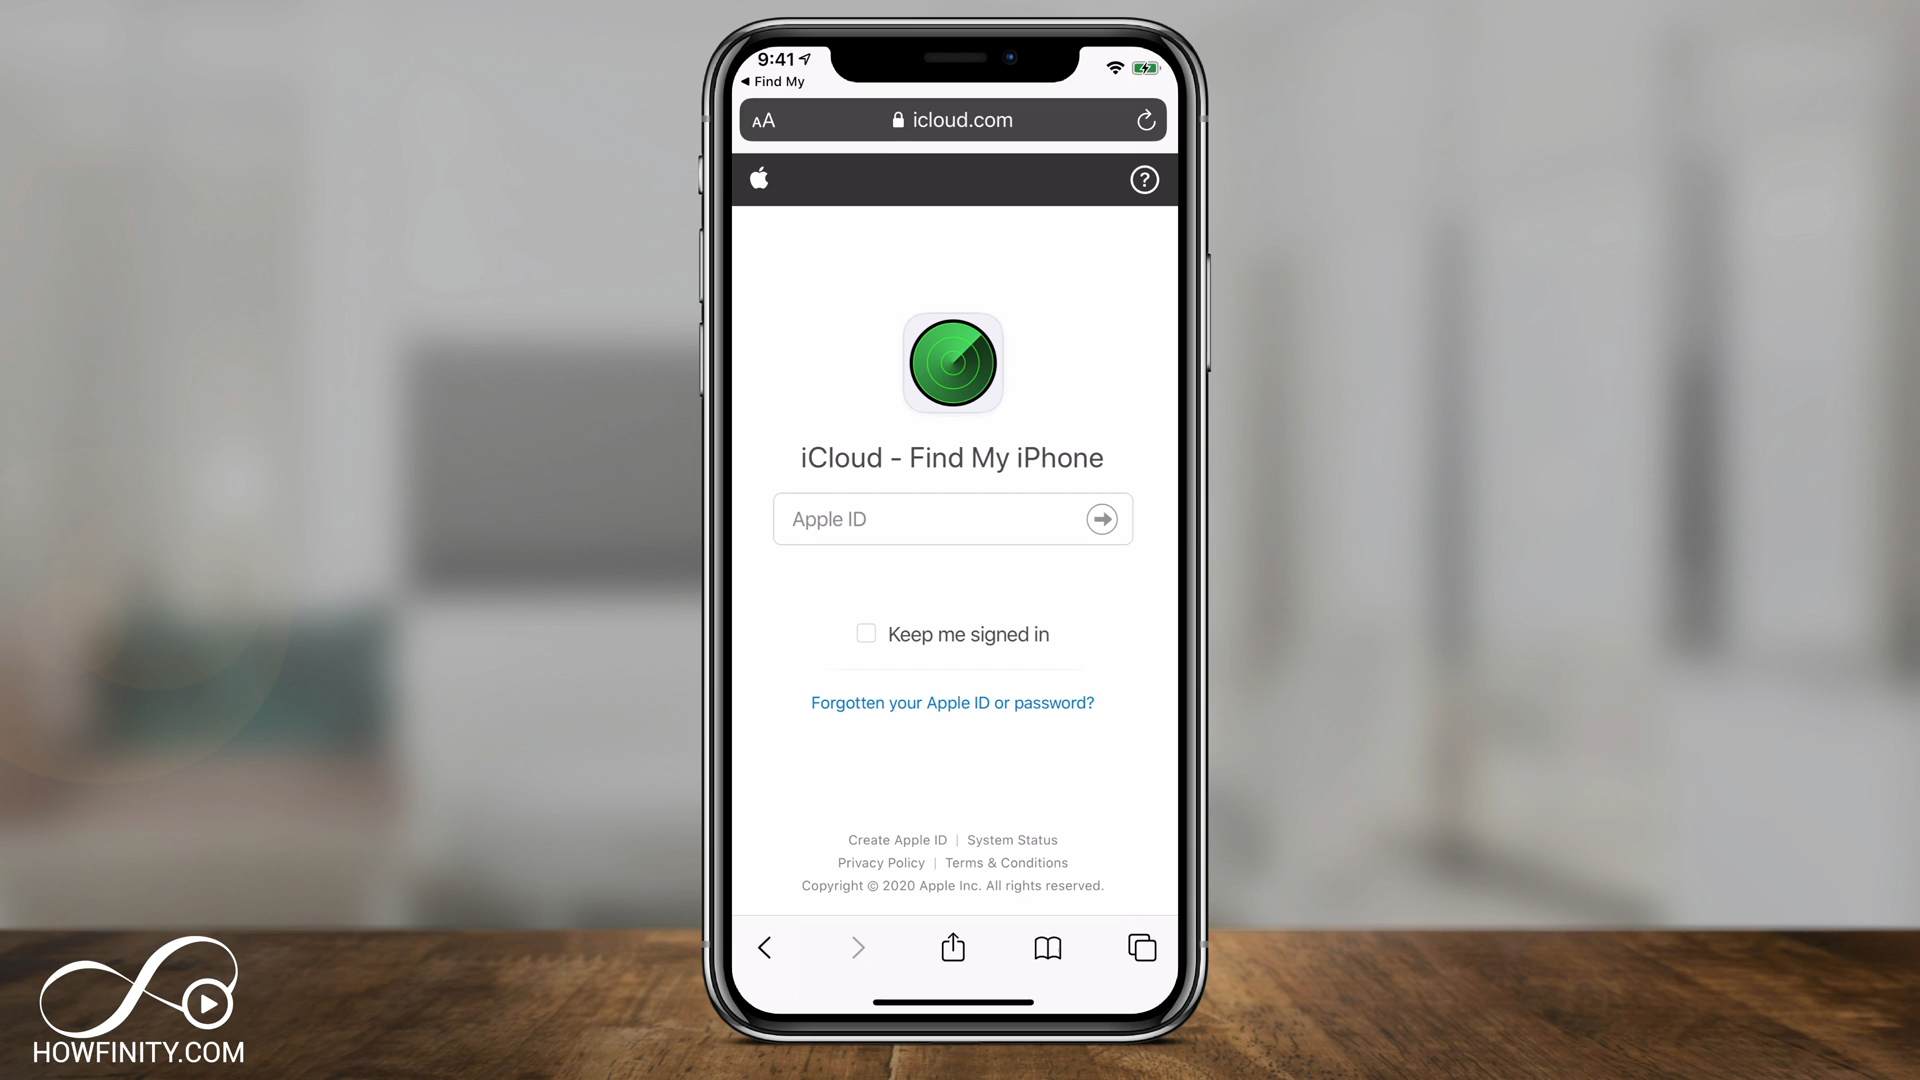 9:41
◀ Find My
AA
icloud.com
?
iCloud - Find My iPhone
Apple ID
Keep me signed in
Forgotten your Apple ID or password?
Create Apple ID | System Status
Privacy Policy | Terms & Conditions
Copyright © 2020 Apple Inc. All rights reserved.
HOWFINITY.COM